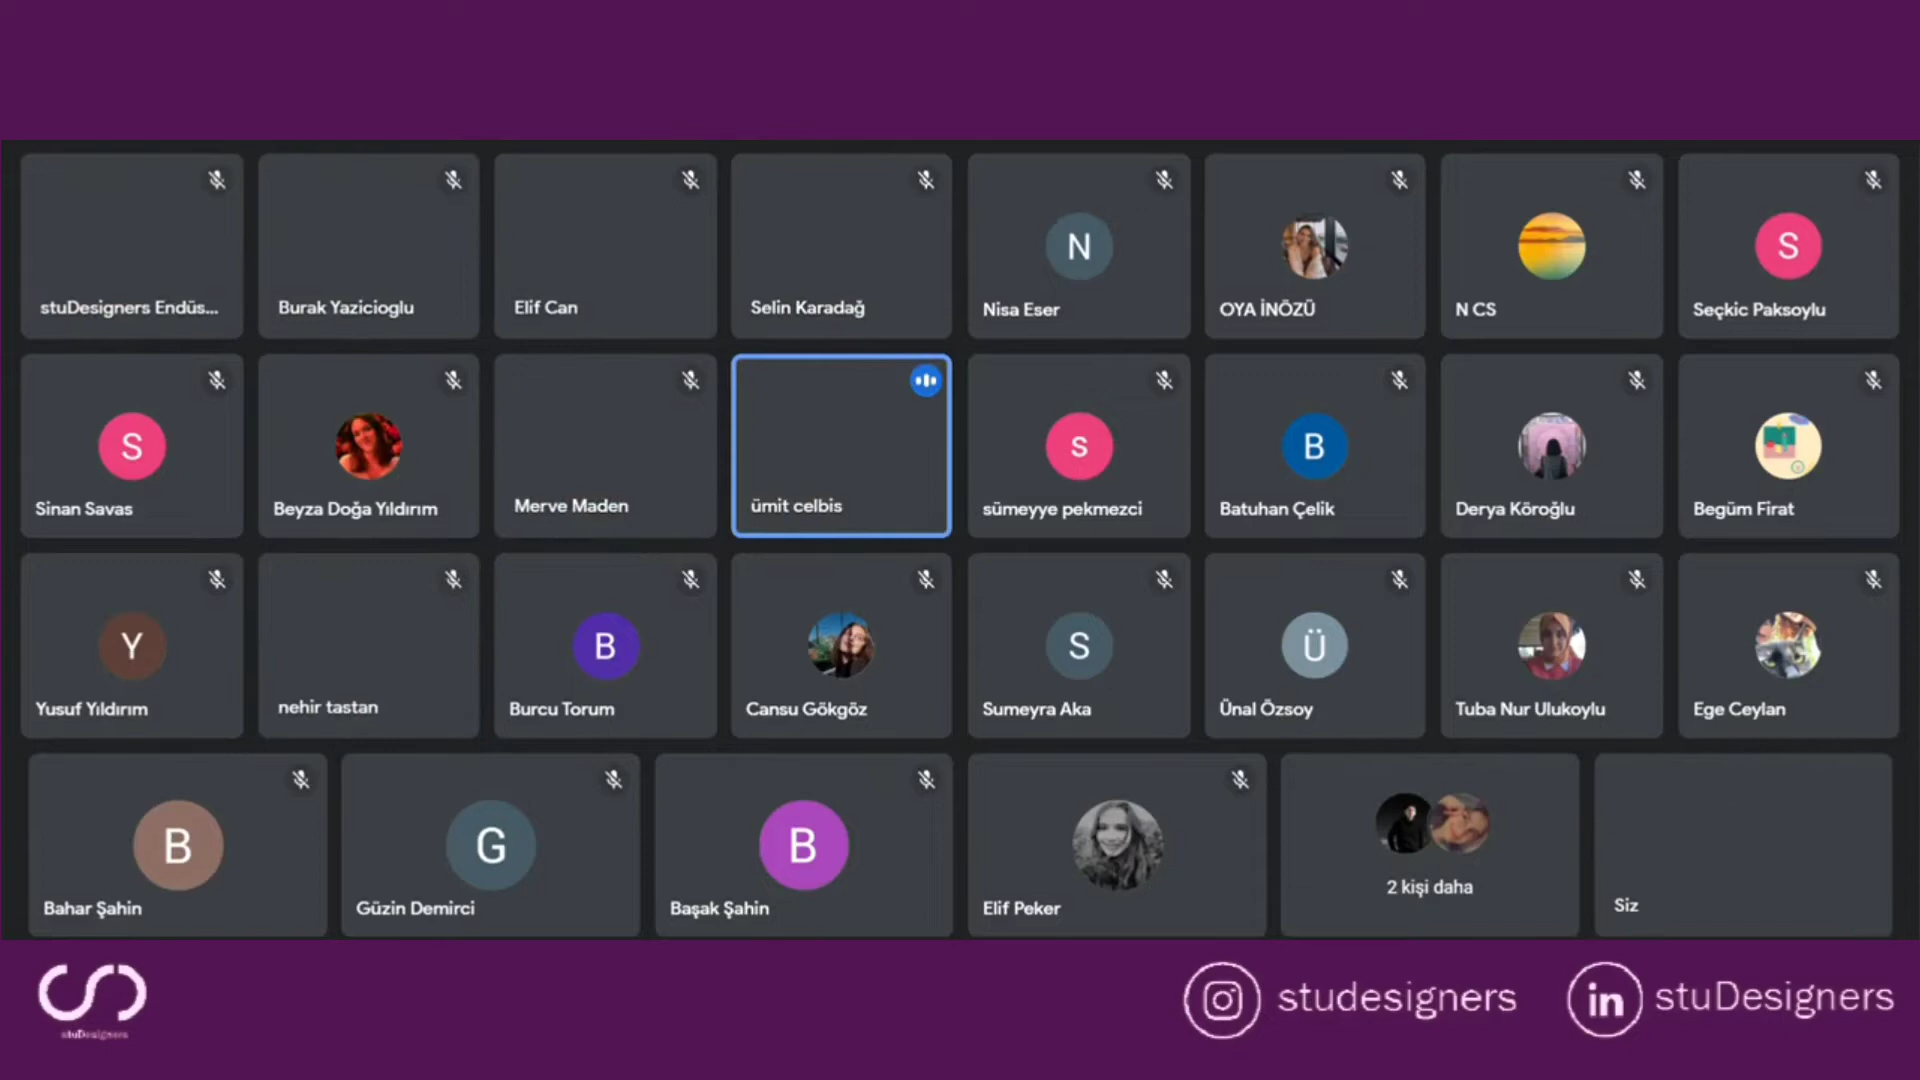 stuDesigners Endüs...
Burak Yazicioglu
Elif Can
Selin Karadağ
N
Nisa Eser
OYA İNÖZÜ
N CS
S
Seçkic Paksoylu
S
Sinan Savas
Beyza Doğa Yıldırım
Merve Maden
ümit celbis
s
sümeyye pekmezci
B
Batuhan Çelik
Derya Köroğlu
Begüm Firat
Y
Yusuf Yıldırım
nehir tastan
B
Burcu Torum
Cansu Gökgöz
S
Sumeyra Aka
Ü
Ünal Özsoy
Tuba Nur Ulukoylu
Ege Ceylan
B
Bahar Şahin
G
Güzin Demirci
B
Başak Şahin
Elif Peker
2 kişi daha
Siz
stuDesigners
studesigners
in stuDesigners